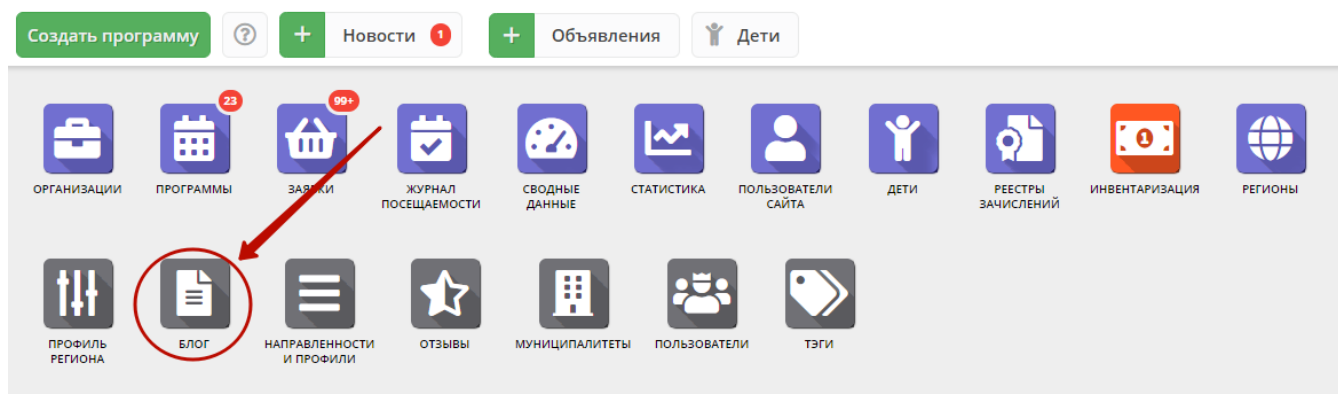 Создать программу
?
+ Новости 1
+ Объявления
Дети
23
99+
1
ОРГАНИЗАЦИИ
ПРОГРАММЫ
ЗАЯВКИ
ЖУРНАЛ
ПОСЕЩАЕМОСТИ
СВОДНЫЕ
ДАННЫЕ
СТАТИСТИКА
ПОЛЬЗОВАТЕЛИ
САЙТА
ДЕТИ
РЕЕСТРЫ
ЗАЧИСЛЕНИЙ
ИНВЕНТАРИЗАЦИЯ
РЕГИОНЫ
ПРОФИЛЬ
РЕГИОНА
БЛОГ
НАПРАВЛЕННОСТИ
И ПРОФИЛИ
ОТЗЫВЫ
МУНИЦИПАЛИТЕТЫ
ПОЛЬЗОВАТЕЛИ
ТЭГИ